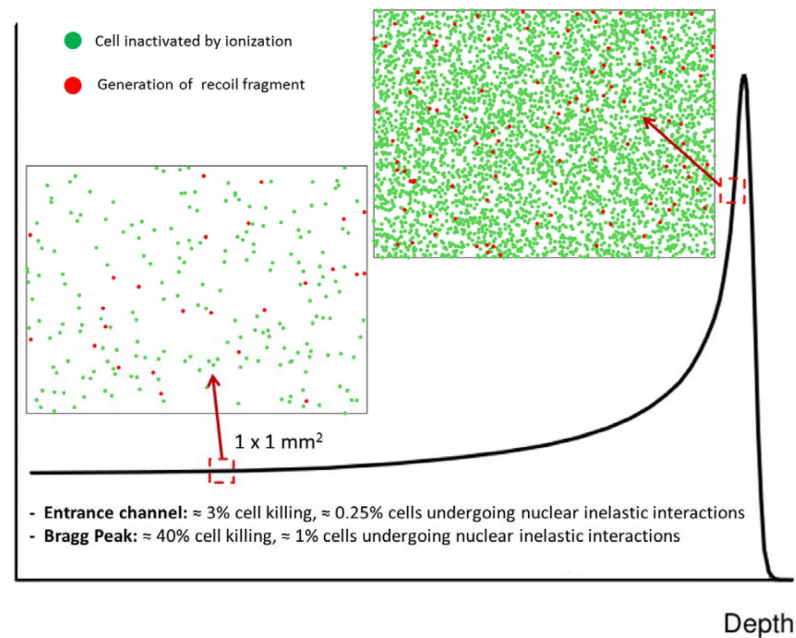 Cell inactivated by ionization
Generation of recoil fragment
1 x 1 mm²
- Entrance channel: ≈ 3% cell killing, ≈ 0.25% cells undergoing nuclear inelastic interactions
- Bragg Peak: ≈ 40% cell killing, ≈ 1% cells undergoing nuclear inelastic interactions
Depth